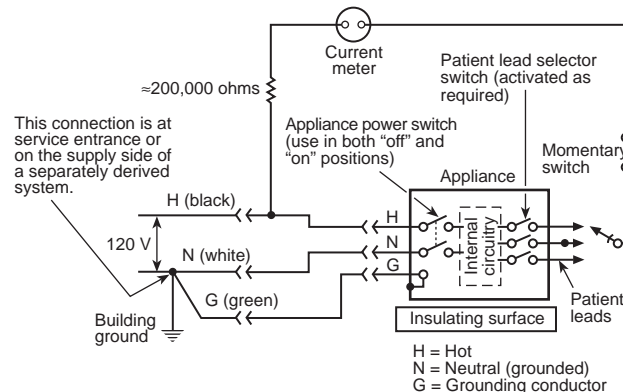 Current
meter
Patient lead selector
switch (activated as
required)
≈200,000 ohms
This connection is at
service entrance or
on the supply side of
a separately derived
system.
Appliance power switch
(use in both “off” and
“on” positions)
Momentary
switch
Appliance
H (black)
H
120 V
N (white)
N
Internal
circuitry
G
G (green)
Building
ground
Patient
leads
Insulating surface
H = Hot
N = Neutral (grounded)
G = Grounding conductor